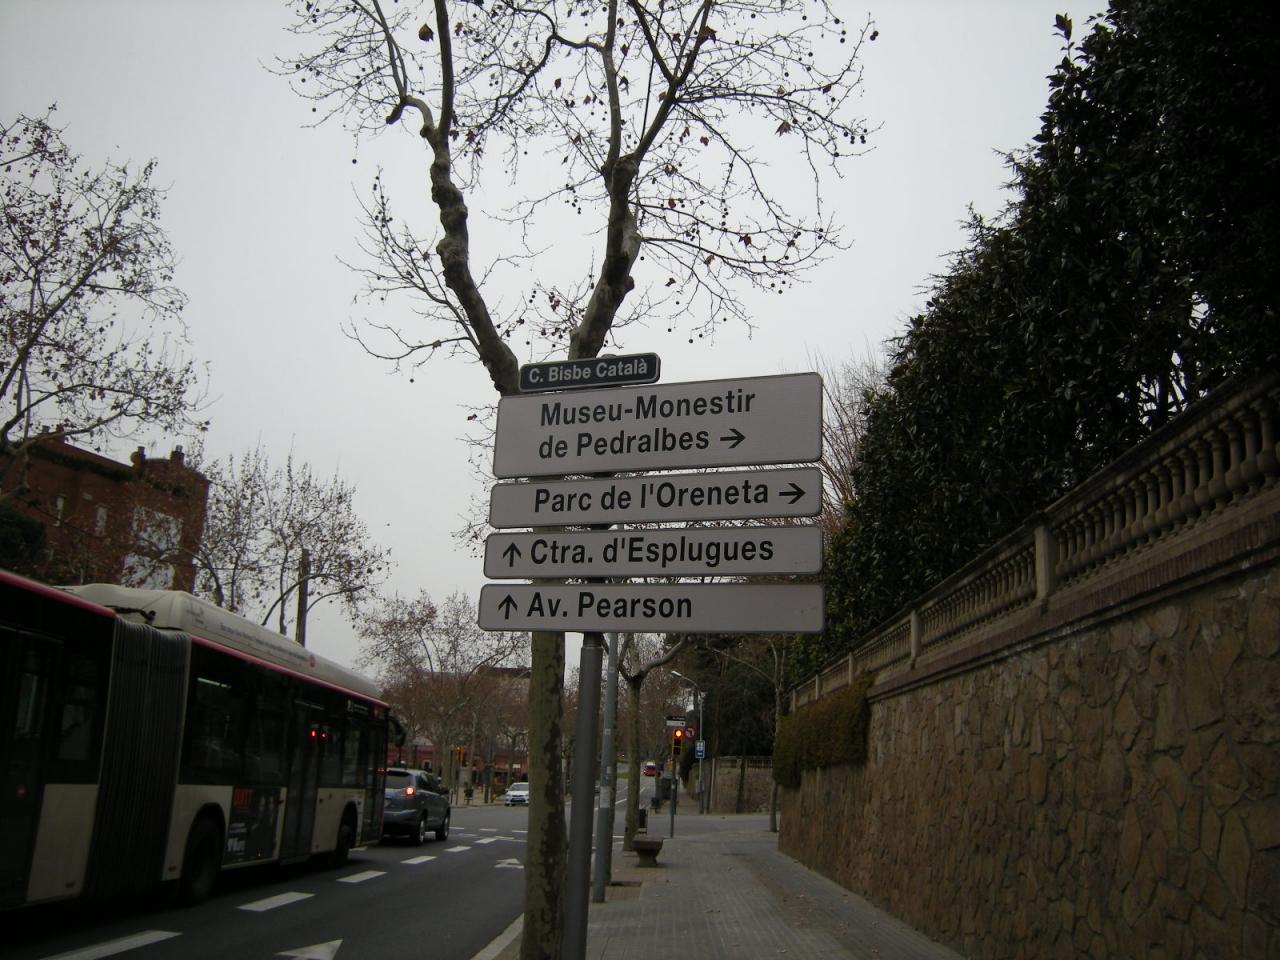 C. Bisbe Català
Museu-Monestir
de Pedralbes →
Parc de l'Oreneta →
↑ Ctra. d'Esplugues
↑ Av. Pearson